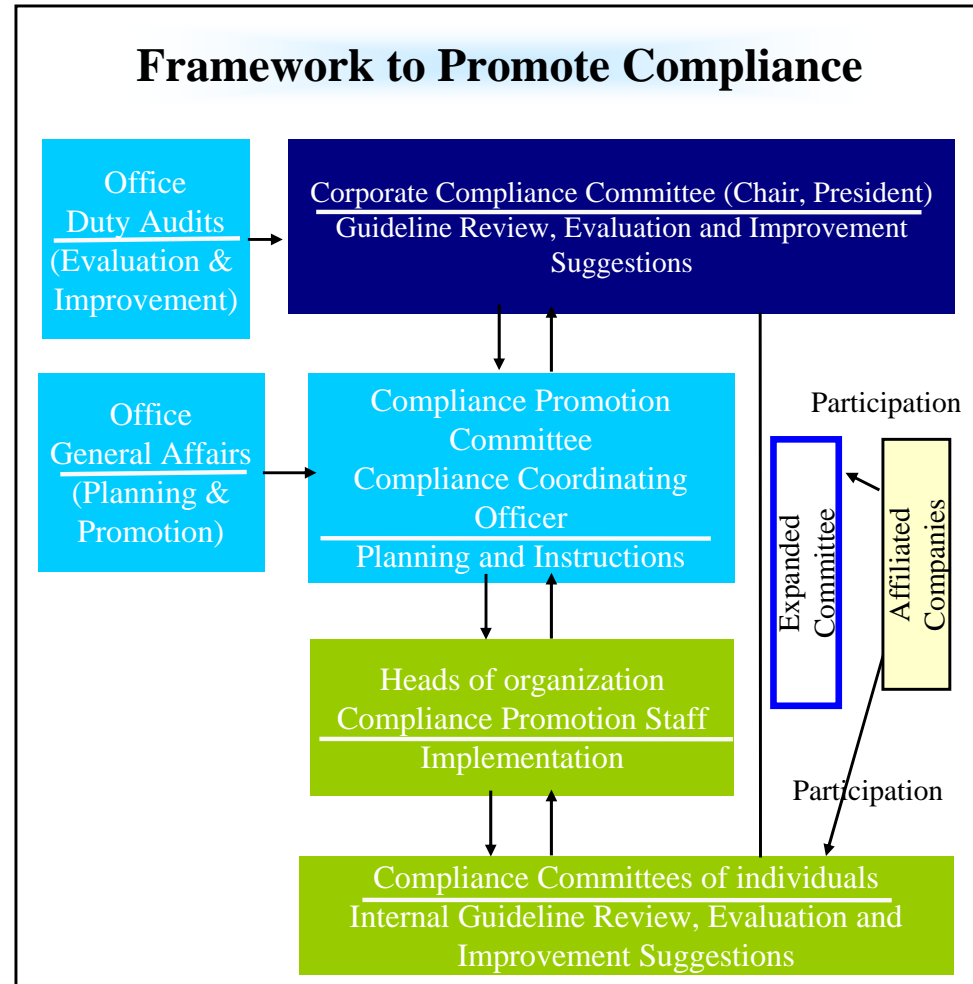 Framework to Promote Compliance
Office
Duty Audits
(Evaluation &
Improvement)
Corporate Compliance Committee (Chair, President)
Guideline Review, Evaluation and Improvement
Suggestions
Office
General Affairs
(Planning &
Promotion)
Compliance Promotion
Committee
Compliance Coordinating
Officer
Planning and Instructions
Participation
Expanded
Committee
Affiliated
Companies
Heads of organization
Compliance Promotion Staff
Implementation
Participation
Compliance Committees of individuals
Internal Guideline Review, Evaluation and
Improvement Suggestions